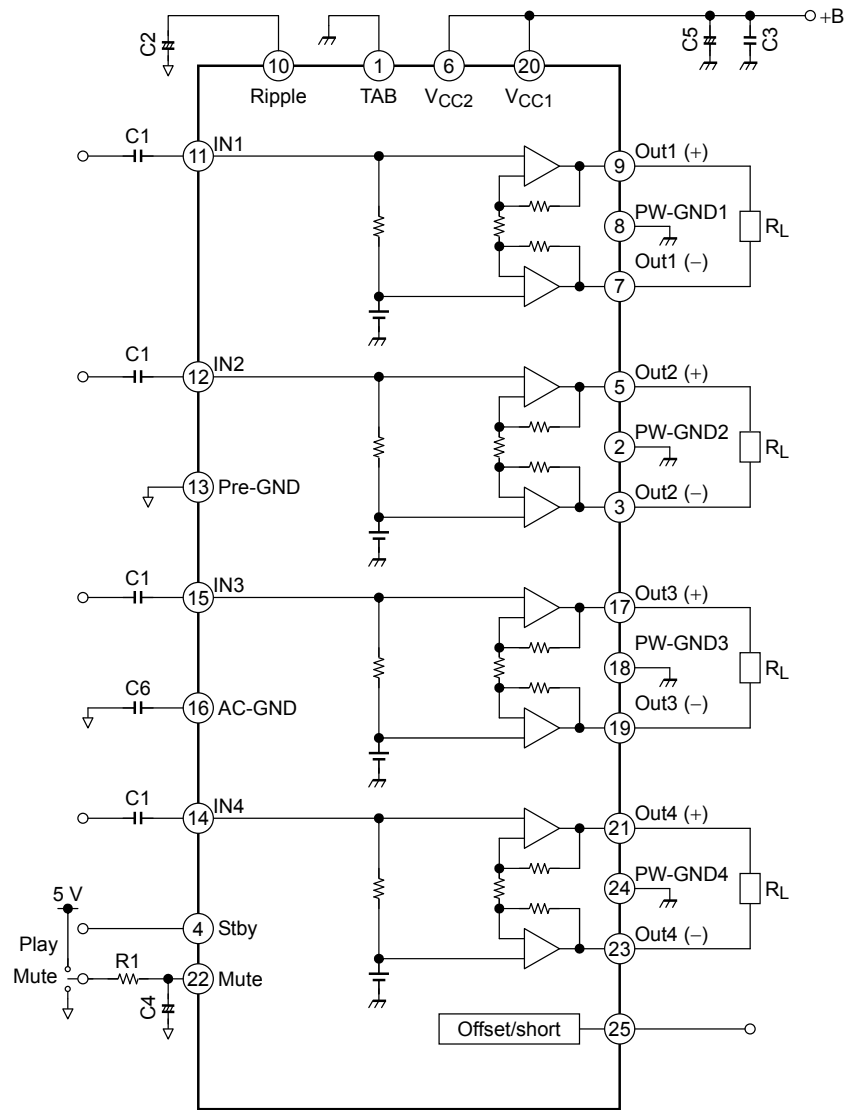 C2
C5
C3
+B
10
1
6
20
Ripple
TAB
VCC2
VCC1
C1
11
IN1
9
Out1 (+)
8
PW-GND1
RL
7
Out1 (−)
C1
12
IN2
5
Out2 (+)
2
PW-GND2
RL
13
Pre-GND
3
Out2 (−)
C1
15
IN3
17
Out3 (+)
18
PW-GND3
RL
C6
16
AC-GND
19
Out3 (−)
C1
14
IN4
21
Out4 (+)
24
PW-GND4
RL
5 V
4
Stby
23
Out4 (−)
Play
Mute
R1
22
Mute
C4
Offset/short
25